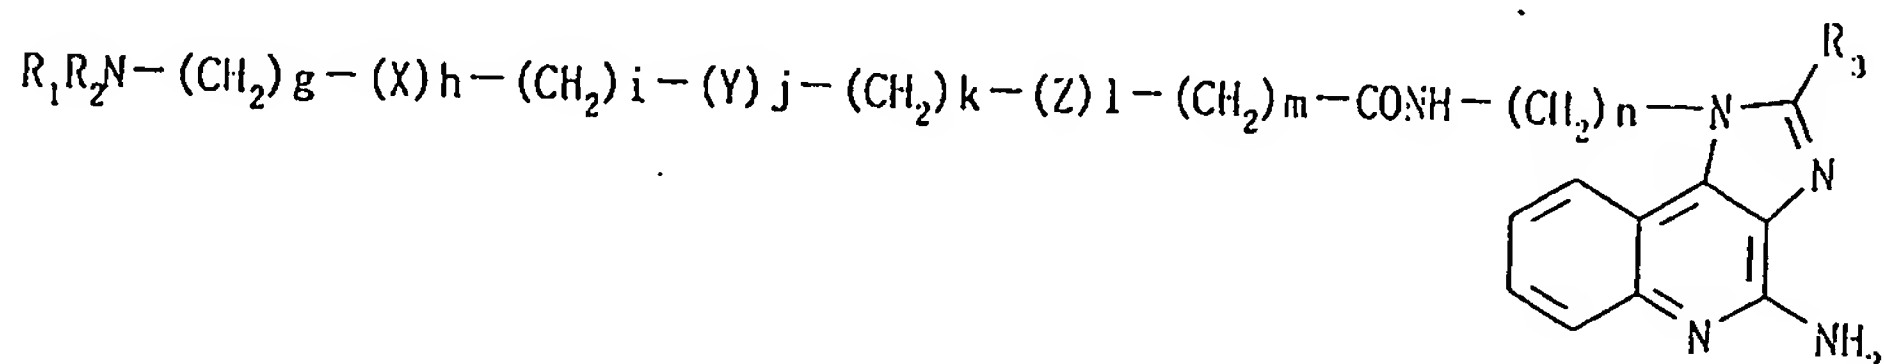 R₃
R₁R₂N−(CH₂)g−(X)h−(CH₂)i−(Y)j−(CH₂)k−(Z)l−(CH₂)m−CONH−(CH₂)n−N
N
N
NH₂